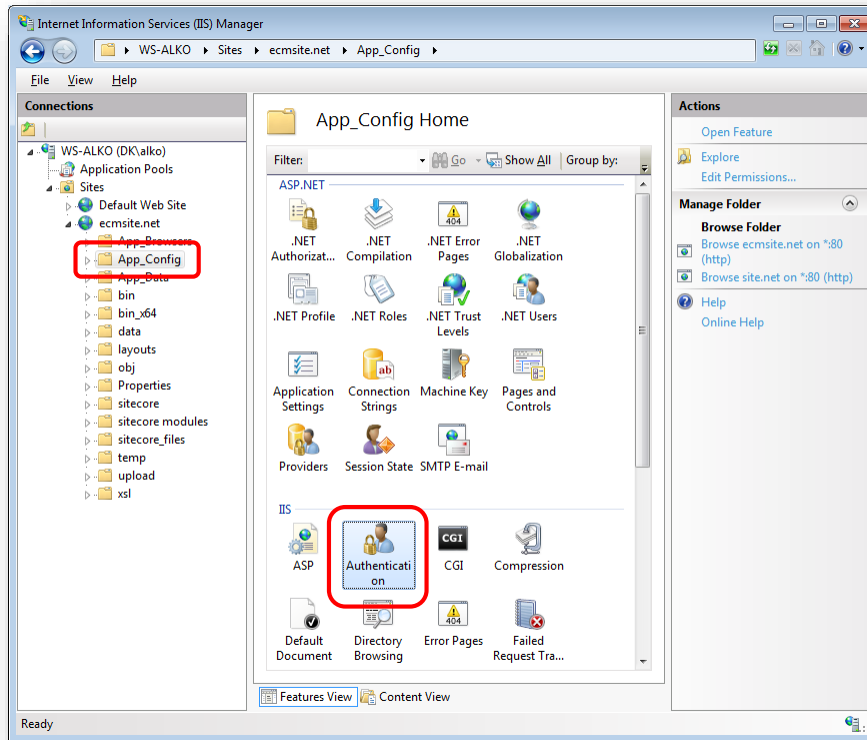 Internet Information Services (IIS) Manager
WS-ALKO
Sites
ecmsite.net
App_Config
File View Help
Connections
WS-ALKO (DK\alko)
Application Pools
Sites
Default Web Site
ecmsite.net
App_Browsers
App_Config
App_Data
bin
bin_x64
data
layouts
obj
Properties
sitecore
sitecore modules
sitecore_files
temp
upload
xsl
App_Config Home
Filter: Go Show All Group by:
ASP.NET
.NET
Authorizat...
.NET
Compilation
.NET Error
Pages
.NET
Globalization
.NET Profile
.NET Roles
.NET Trust
Levels
.NET Users
Application
Settings
Connection
Strings
Machine Key
Pages and
Controls
Providers
Session State
SMTP E-mail
IIS
ASP
Authenticati
on
CGI
CGI
Compression
Default
Document
Directory
Browsing
404
Error Pages
Failed
Request Tra...
Features View
Content View
Actions
Open Feature
Explore
Edit Permissions...
Manage Folder
Browse Folder
Browse ecmsite.net on *:80
(http)
Browse site.net on *:80 (http)
Help
Online Help
Ready